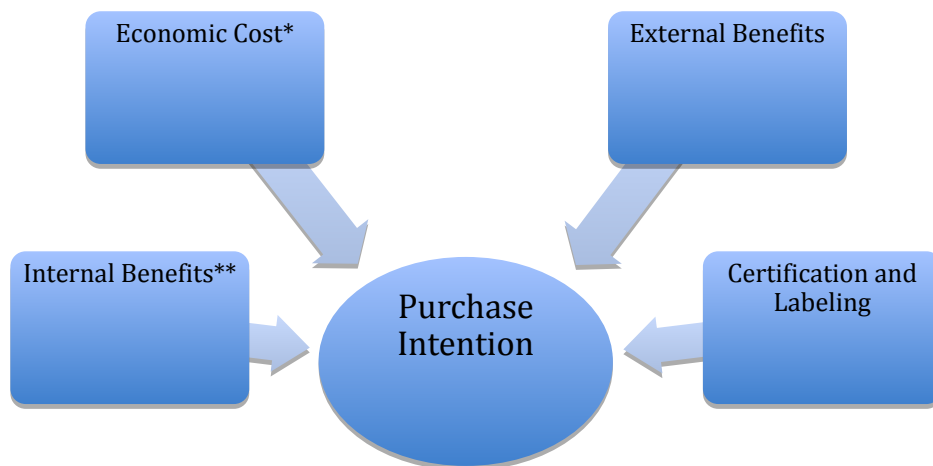 Economic Cost*
External Benefits
Internal Benefits**
Certification and
Labeling
Purchase
Intention